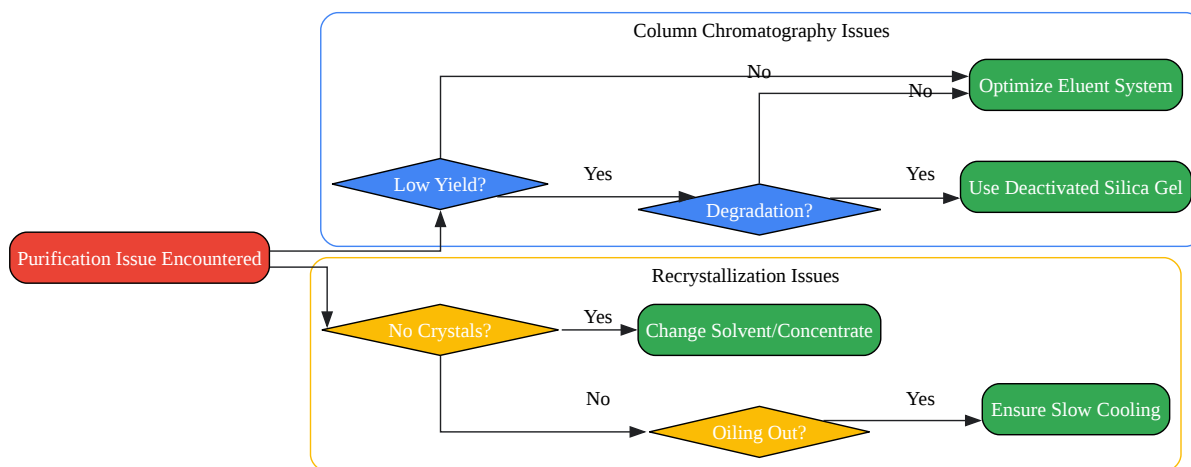 Column Chromatography Issues
No
Optimize Eluent System
No
Low Yield?
Yes
Degradation?
Yes
Use Deactivated Silica Gel
Purification Issue Encountered
Recrystallization Issues
No Crystals?
Yes
Change Solvent/Concentrate
No
Oiling Out?
Yes
Ensure Slow Cooling